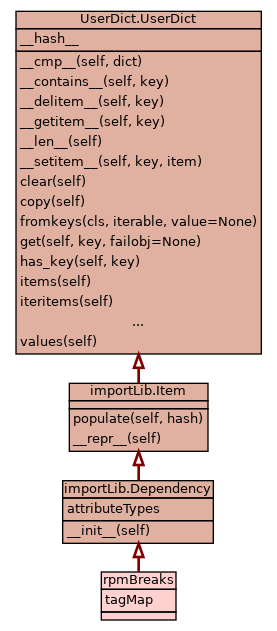 UserDict.UserDict
__hash__
__cmp__(self, dict)
__contains__(self, key)
__delitem__(self, key)
__getitem__(self, key)
__len__(self)
__setitem__(self, key, item)
clear(self)
copy(self)
fromkeys(cls, iterable, value=None)
get(self, key, failobj=None)
has_key(self, key)
items(self)
iteritems(self)
...
values(self)
importLib.Item
populate(self, hash)
__repr__(self)
importLib.Dependency
attributeTypes
__init__(self)
rpmBreaks
tagMap